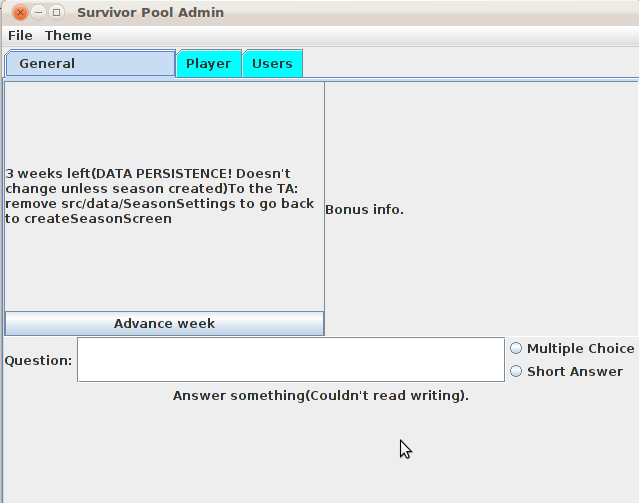 Survivor Pool Admin
File Theme
General Player Users
3 weeks left(DATA PERSISTENCE! Doesn't
change unless season created)To the TA:
remove src/data/SeasonSettings to go back
to createSeasonScreen
Bonus info.
Advance week
Question:
Multiple Choice
Short Answer
Answer something(Couldn't read writing).